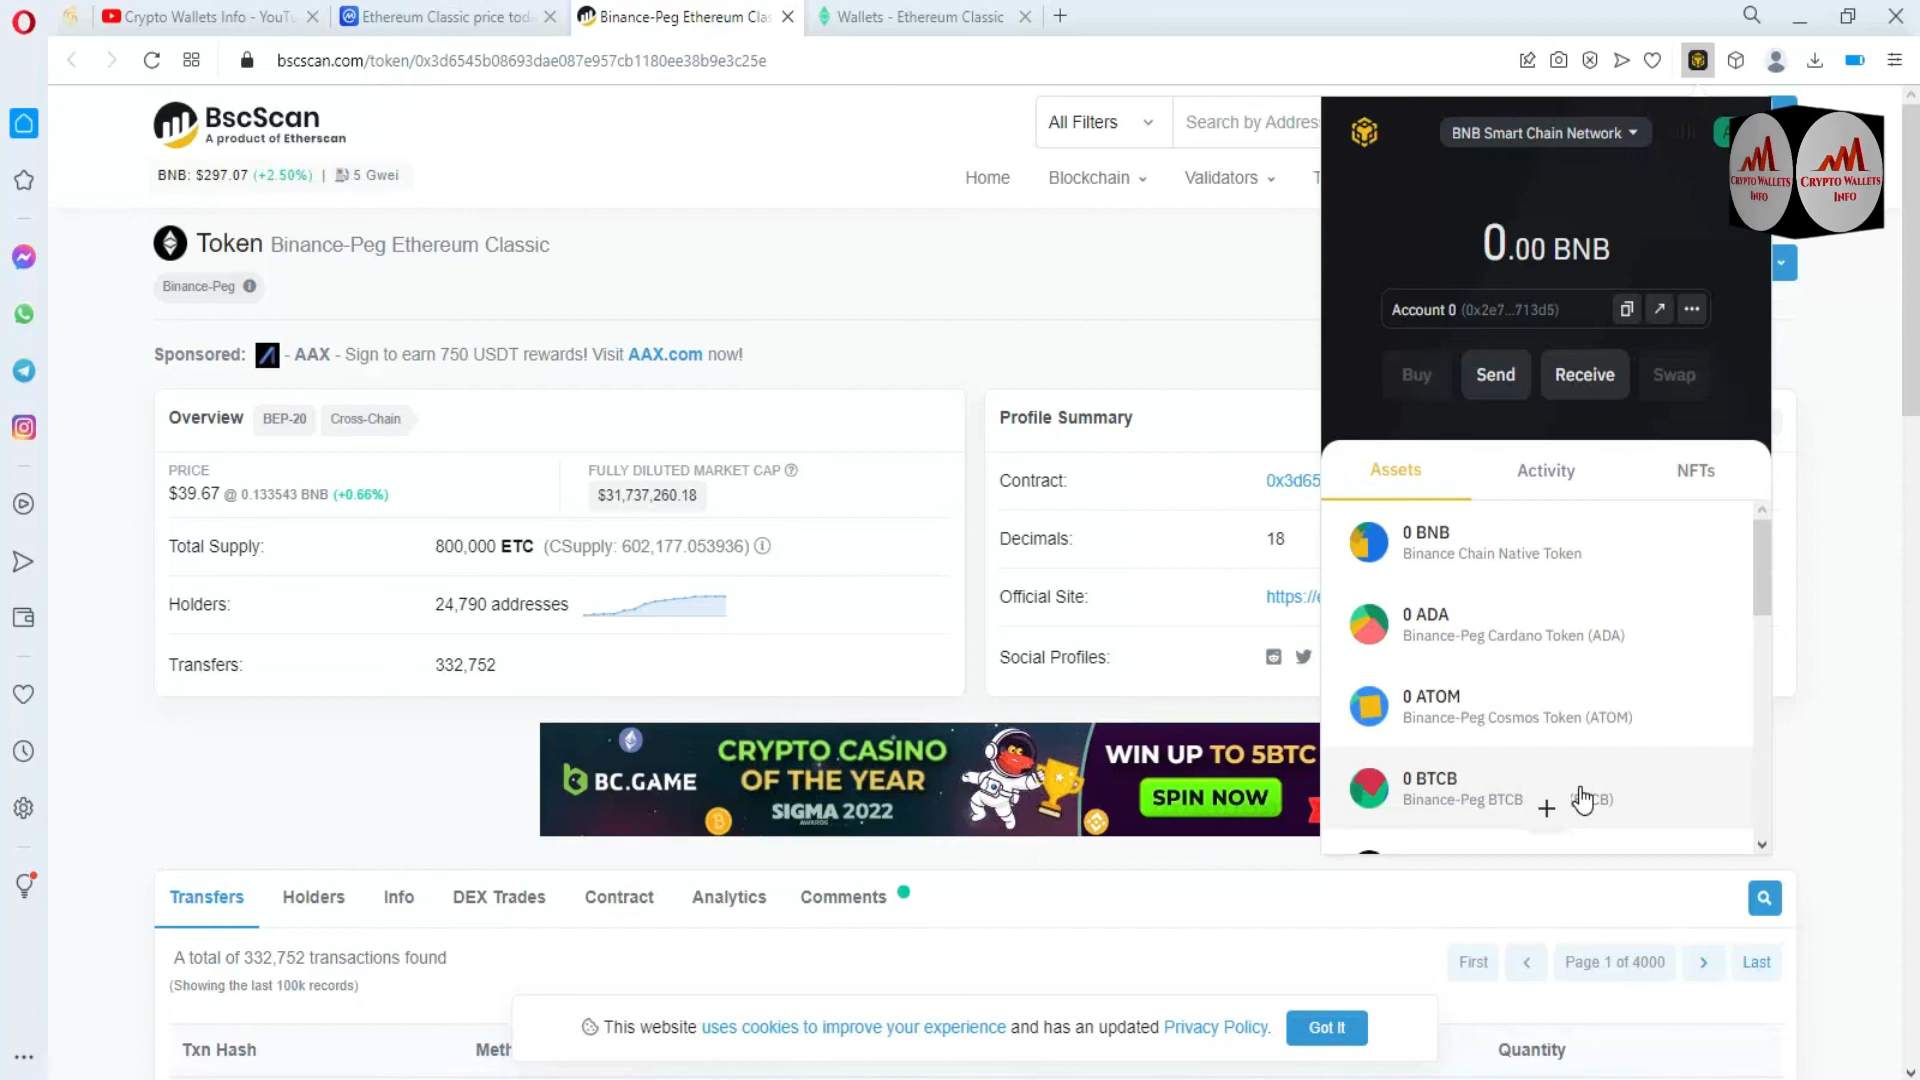 Crypto Wallets Info - YouTu
Ethereum Classic price tod
Binance-Peg Ethereum Clas
Wallets - Ethereum Classic
bscscan.com/token/0x3d6545b08693dae087e957cb1180ee38b9e3c25e
BscScan
A product of Etherscan
All Filters
Search by Addres
BNB: $297.07 (+2.50%) | 5 Gwei
Home
Blockchain
Validators
T
Token Binance-Peg Ethereum Classic
Binance-Peg
Sponsored: - AAX - Sign to earn 750 USDT rewards! Visit AAX.com now!
Overview BEP-20 Cross-Chain
PRICE
$39.67 @ 0.133543 BNB (+0.66%)
FULLY DILUTED MARKET CAP
$31,737,260.18
Total Supply: 800,000 ETC (CSupply: 602,177.053936)
Holders: 24,790 addresses
Transfers: 332,752
Profile Summary
Contract: 0x3d65
Decimals: 18
Official Site: https://e
Social Profiles:
BC.GAME
CRYPTO CASINO
OF THE YEAR
SIGMA 2022
AWARDS
WIN UP TO 5BTC
SPIN NOW
BNB Smart Chain Network
CRYPTO WALLETS
INFO
CRYPTO WALLETS
INFO
0.00 BNB
Account 0 (0x2e7...713d5)
Buy
Send
Receive
Swap
Assets
Activity
NFTs
0 BNB
Binance Chain Native Token
0 ADA
Binance-Peg Cardano Token (ADA)
0 ATOM
Binance-Peg Cosmos Token (ATOM)
0 BTCB
Binance-Peg BTCB
Transfers
Holders
Info
DEX Trades
Contract
Analytics
Comments
A total of 332,752 transactions found
(Showing the last 100k records)
First
Page 1 of 4000
Last
This website uses cookies to improve your experience and has an updated Privacy Policy.
Got It
Txn Hash
Meth
Quantity